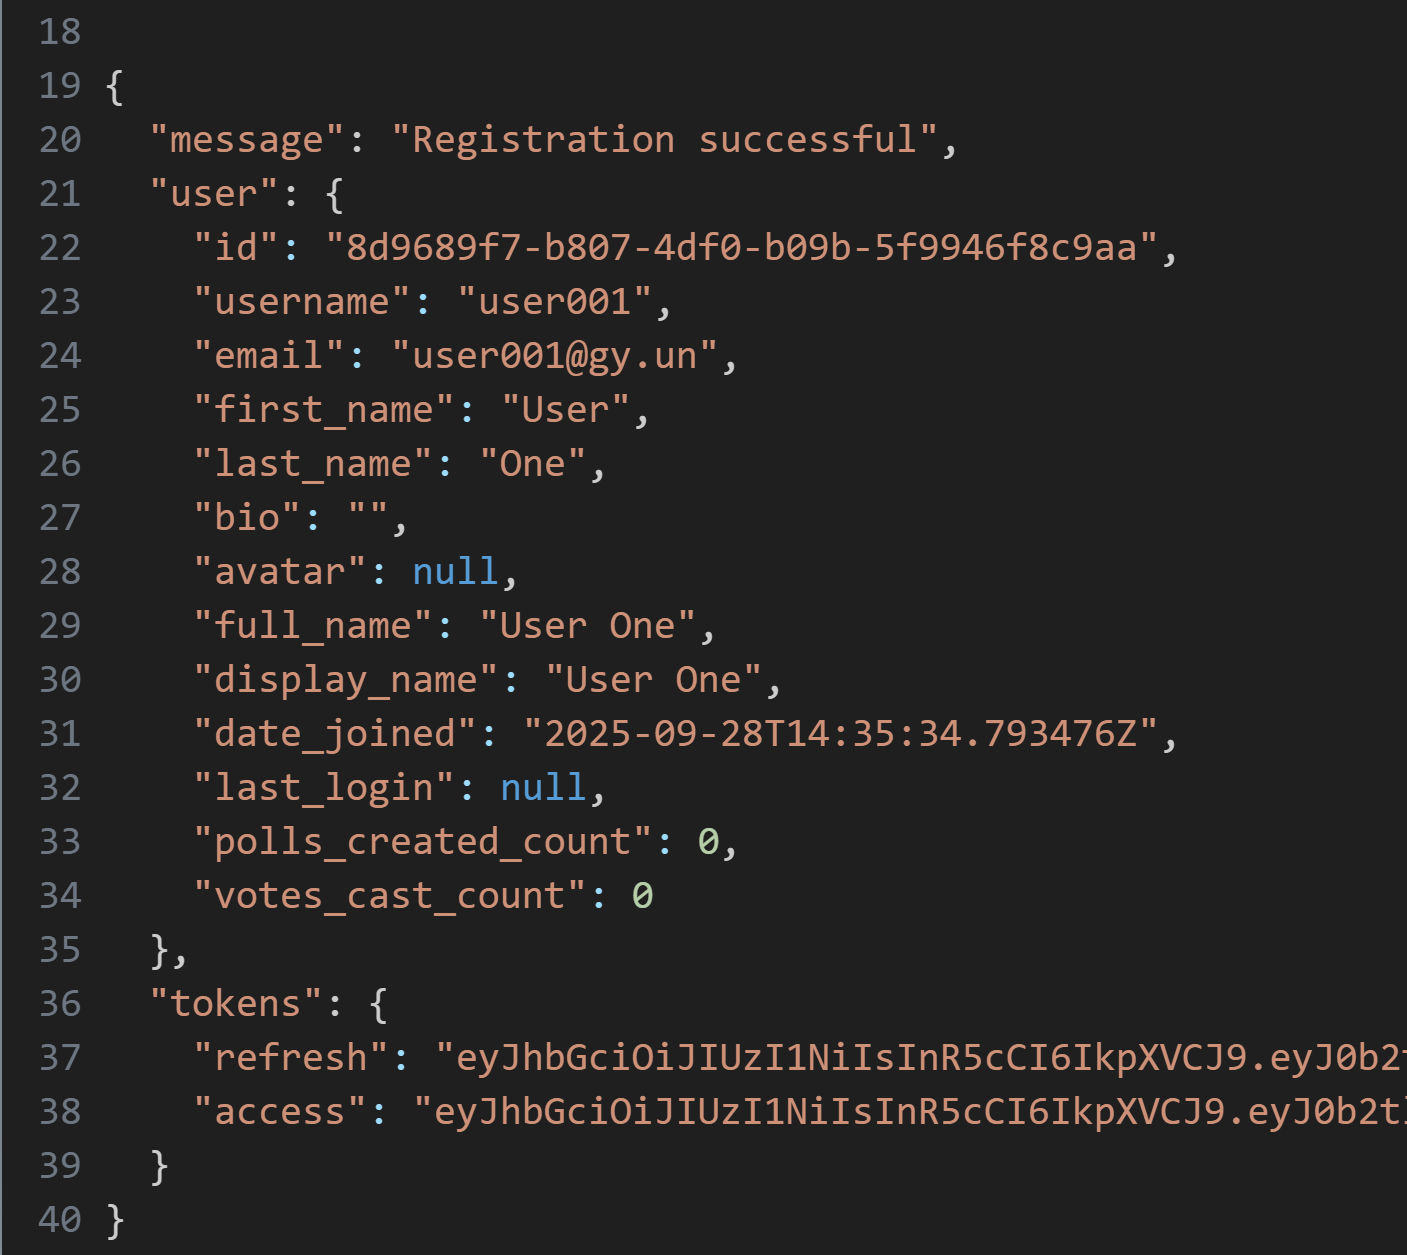 18
19 {
20   "message": "Registration successful",
21   "user": {
22     "id": "8d9689f7-b807-4df0-b09b-5f9946f8c9aa",
23     "username": "user001",
24     "email": "user001@gy.un",
25     "first_name": "User",
26     "last_name": "One",
27     "bio": "",
28     "avatar": null,
29     "full_name": "User One",
30     "display_name": "User One",
31     "date_joined": "2025-09-28T14:35:34.793476Z",
32     "last_login": null,
33     "polls_created_count": 0,
34     "votes_cast_count": 0
35   },
36   "tokens": {
37     "refresh": "eyJhbGciOiJIUzI1NiIsInR5cCI6IkpXVCJ9.eyJ0b2t
38     "access": "eyJhbGciOiJIUzI1NiIsInR5cCI6IkpXVCJ9.eyJ0b2t
39   }
40 }